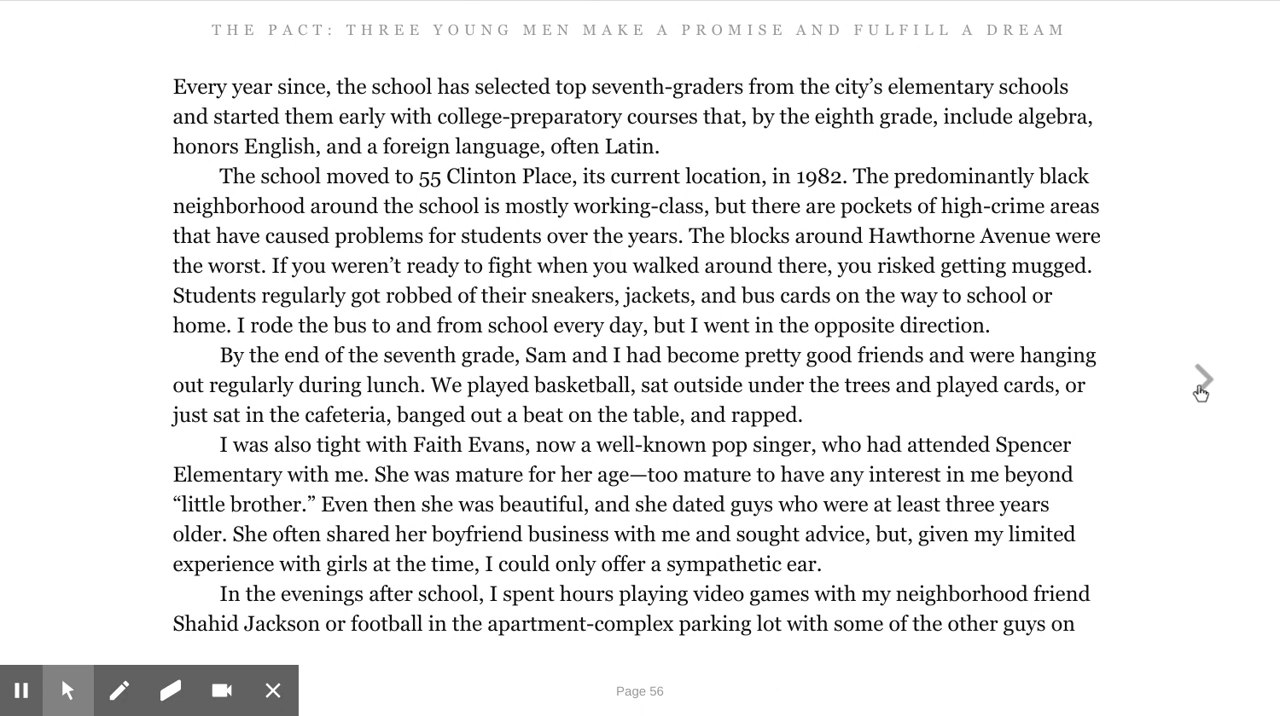 THE PACT: THREE YOUNG MEN MAKE A PROMISE AND FULFILL A DREAM
Every year since, the school has selected top seventh-graders from the city’s elementary schools
and started them early with college-preparatory courses that, by the eighth grade, include algebra,
honors English, and a foreign language, often Latin.
The school moved to 55 Clinton Place, its current location, in 1982. The predominantly black
neighborhood around the school is mostly working-class, but there are pockets of high-crime areas
that have caused problems for students over the years. The blocks around Hawthorne Avenue were
the worst. If you weren’t ready to fight when you walked around there, you risked getting mugged.
Students regularly got robbed of their sneakers, jackets, and bus cards on the way to school or
home. I rode the bus to and from school every day, but I went in the opposite direction.
By the end of the seventh grade, Sam and I had become pretty good friends and were hanging
out regularly during lunch. We played basketball, sat outside under the trees and played cards, or
just sat in the cafeteria, banged out a beat on the table, and rapped.
I was also tight with Faith Evans, now a well-known pop singer, who had attended Spencer
Elementary with me. She was mature for her age—too mature to have any interest in me beyond
“little brother.” Even then she was beautiful, and she dated guys who were at least three years
older. She often shared her boyfriend business with me and sought advice, but, given my limited
experience with girls at the time, I could only offer a sympathetic ear.
In the evenings after school, I spent hours playing video games with my neighborhood friend
Shahid Jackson or football in the apartment-complex parking lot with some of the other guys on
Page 56